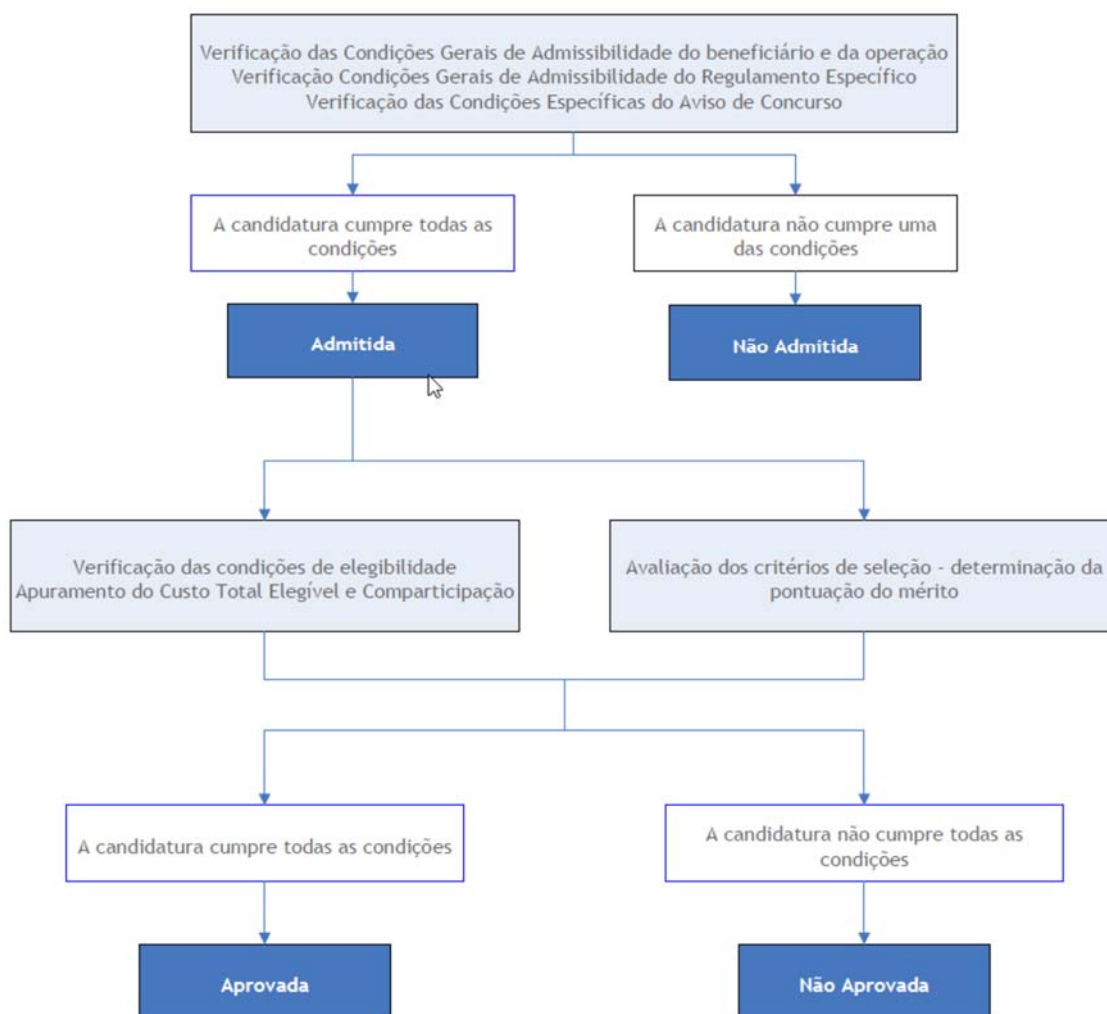 Verificação das Condições Gerais de Admissibilidade do beneficiário e da operação
Verificação Condições Gerais de Admissibilidade do Regulamento Específico
Verificação das Condições Específicas do Aviso de Concurso
A candidatura cumpre todas as
condições
A candidatura não cumpre uma
das condições
Admitida
Não Admitida
Verificação das condições de elegibilidade
Apuramento do Custo Total Elegível e Comparticipação
Avaliação dos critérios de seleção - determinação da
pontuação do mérito
A candidatura cumpre todas as condições
A candidatura não cumpre todas as
condições
Aprovada
Não Aprovada